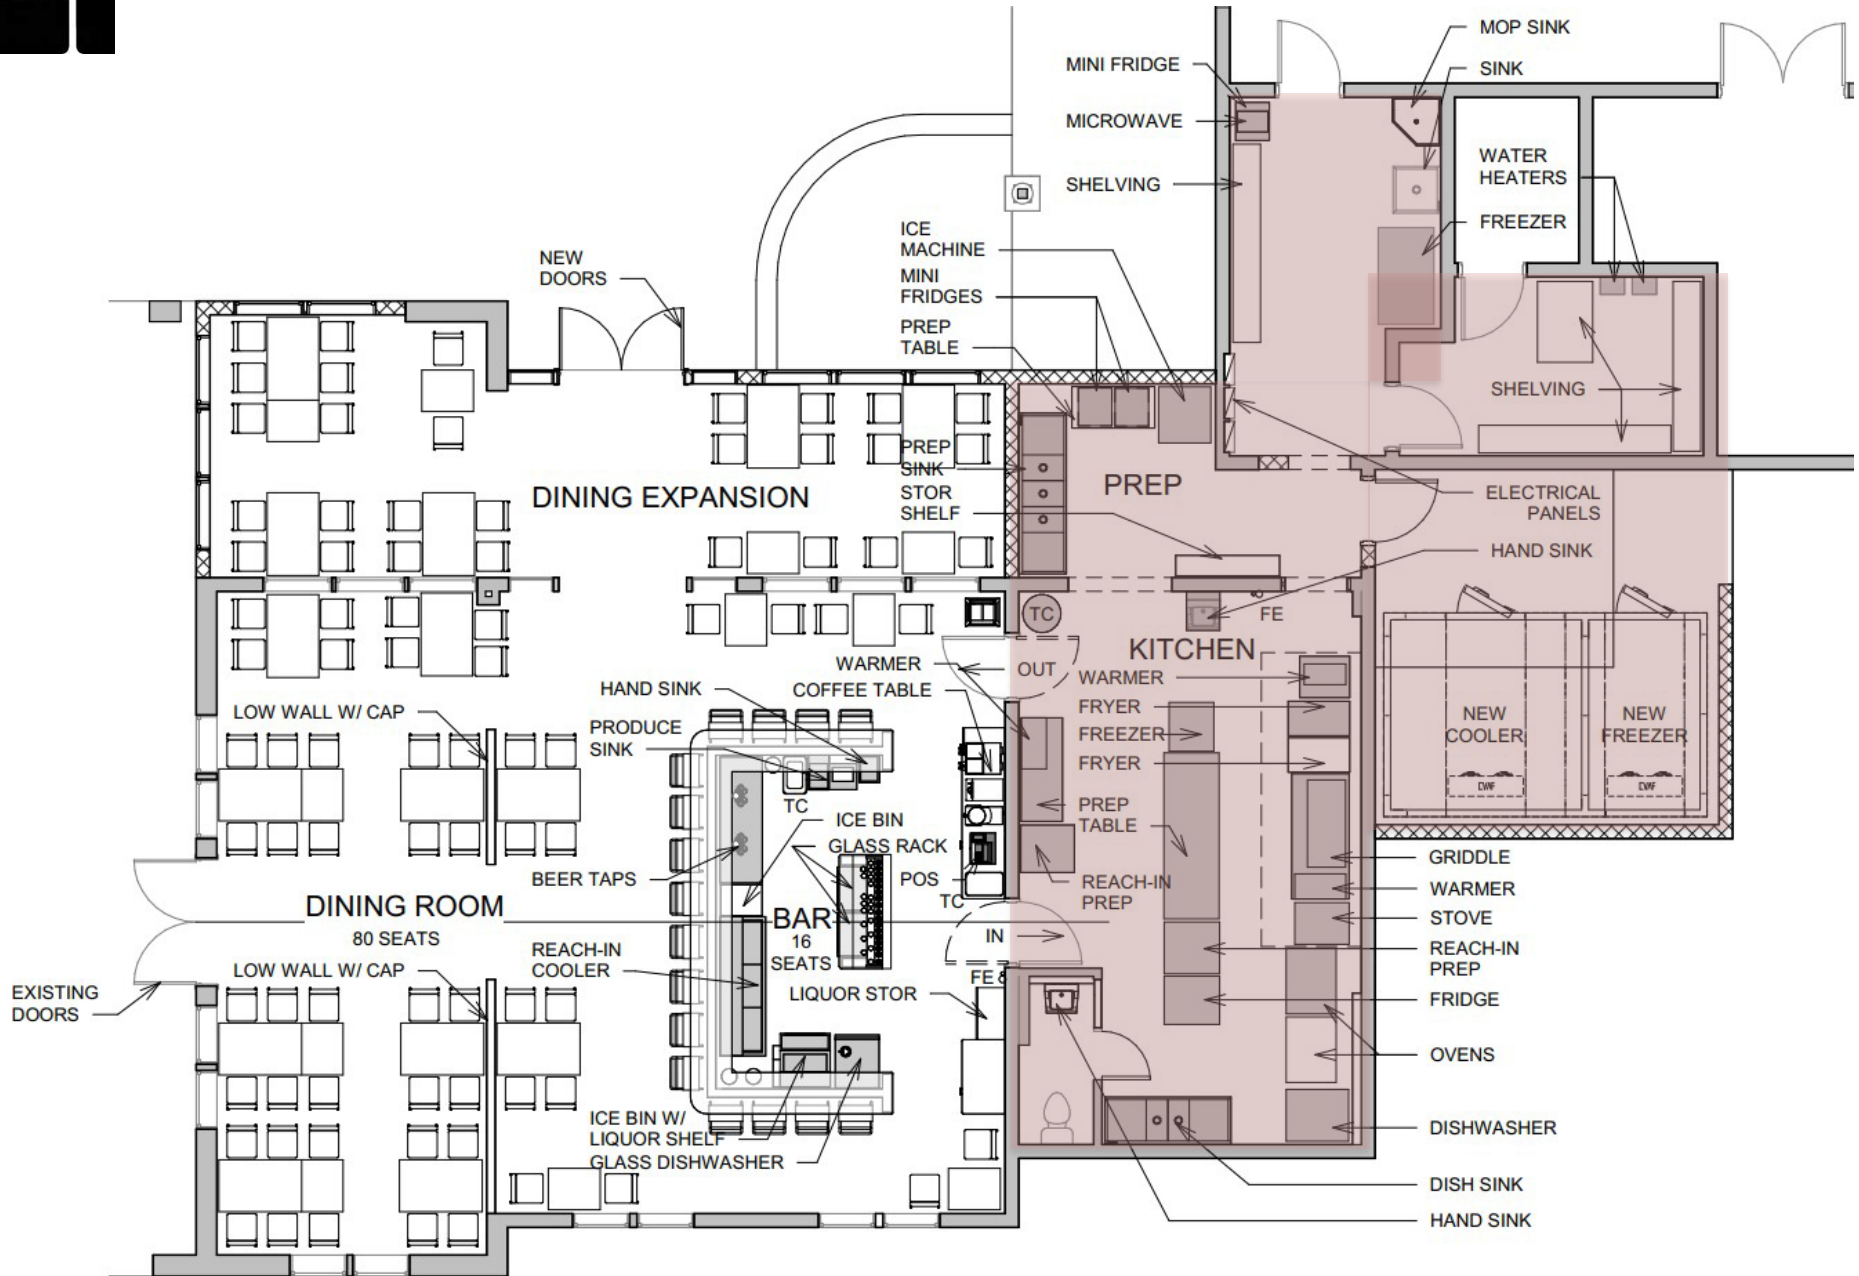 MOP SINK
MINI FRIDGE
SINK
MICROWAVE
WATER
HEATERS
SHELVING
FREEZER
ICE
MACHINE
NEW
DOORS
MINI
FRIDGES
PREP
TABLE
SHELVING
PREP
SINK
STOR
SHELF
DINING EXPANSION
PREP
ELECTRICAL
PANELS
HAND SINK
TC
FE
KITCHEN
WARMER
OUT
WARMER
HAND SINK
COFFEE TABLE
LOW WALL W/ CAP
FRYER
NEW
COOLER
NEW
FREEZER
PRODUCE
SINK
FREEZER
FRYER
CWAF
CWAF
TC
PREP
TABLE
ICE BIN
GLASS RACK
BEER TAPS
POS
TC
REACH-IN
PREP
GRIDDLE
WARMER
STOVE
DINING ROOM
80 SEATS
BAR
16
SEATS
IN
REACH-IN
PREP
LOW WALL W/ CAP
REACH-IN
COOLER
FE &
LIQUOR STOR
EXISTING
DOORS
FRIDGE
OVENS
ICE BIN W/
LIQUOR SHELF
GLASS DISHWASHER
DISHWASHER
DISH SINK
HAND SINK